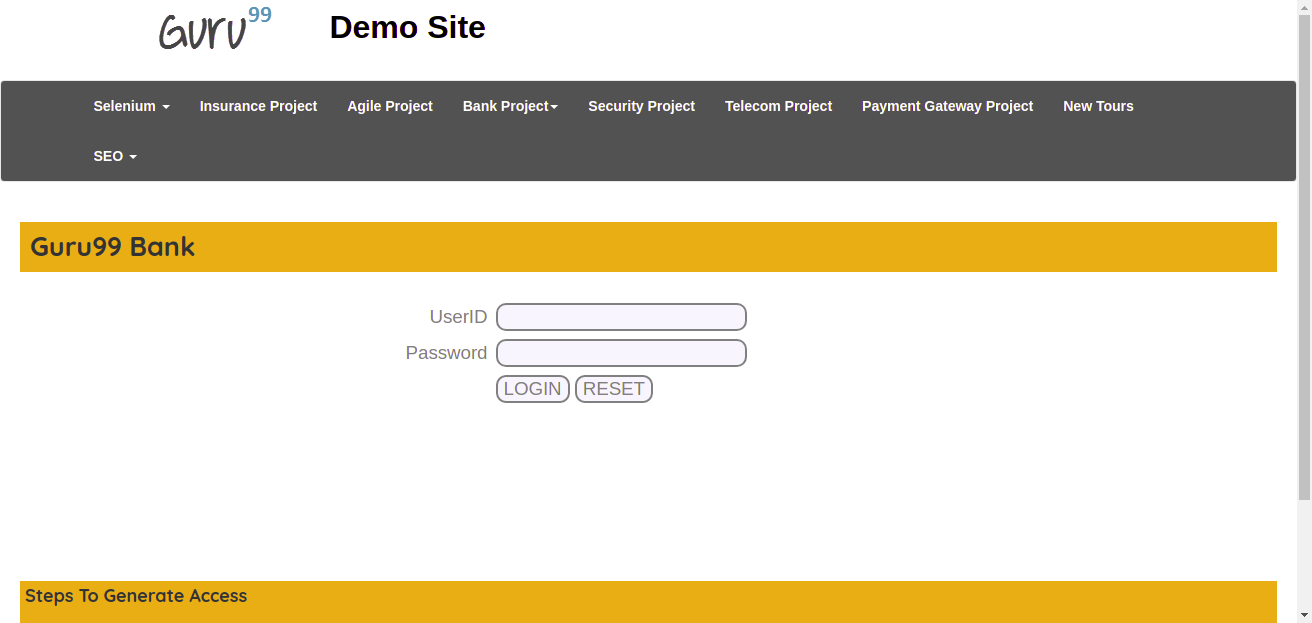 Guru99 Demo Site
Selenium Insurance Project Agile Project Bank Project Security Project Telecom Project Payment Gateway Project New Tours
SEO
Guru99 Bank
UserID
Password
LOGIN RESET
Steps To Generate Access